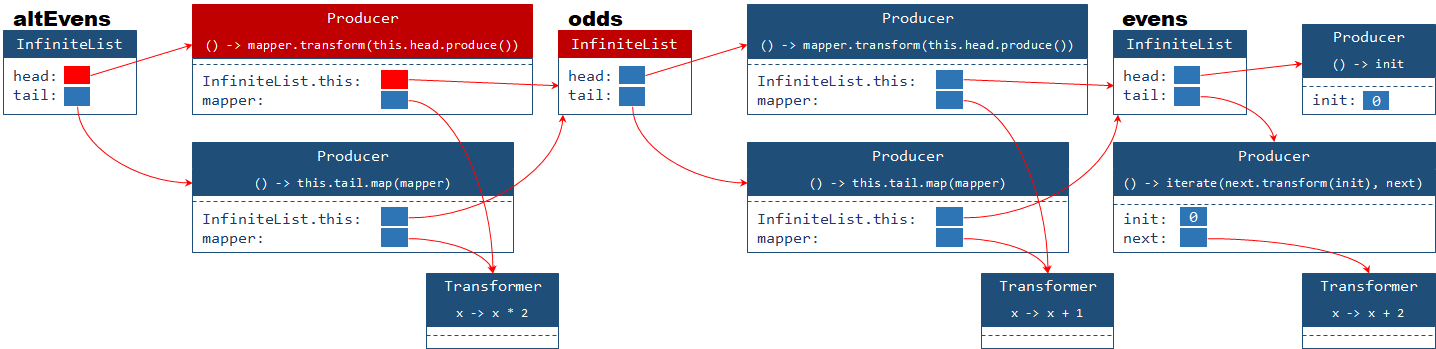 altEvens
InfiniteList
head:
tail:
Producer
() -> mapper.transform(this.head.produce())
InfiniteList.this:
mapper:
Producer
() -> this.tail.map(mapper)
InfiniteList.this:
mapper:
Transformer
x -> x * 2
odds
InfiniteList
head:
tail:
Producer
() -> mapper.transform(this.head.produce())
InfiniteList.this:
mapper:
Producer
() -> this.tail.map(mapper)
InfiniteList.this:
mapper:
Transformer
x -> x + 1
evens
InfiniteList
head:
tail:
Producer
() -> init
init: 0
Producer
() -> iterate(next.transform(init), next)
init: 0
next:
Transformer
x -> x + 2